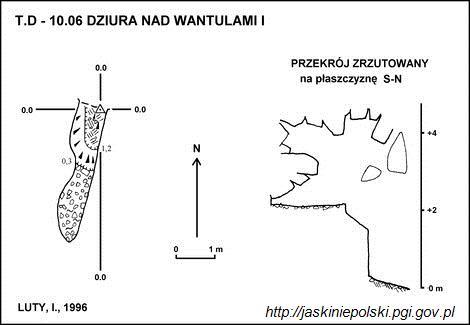 T.D - 10.06 DZIURA NAD WANTULAMI I
PRZEKRÓJ ZRZUTOWANY
na płaszczyznę S-N
0.0
0.0
0.0
+4
1,2
N
0,3
+2
0
1 m
0.0
0 m
LUTY, I., 1996
http://jaskiniepolski.pgi.gov.pl